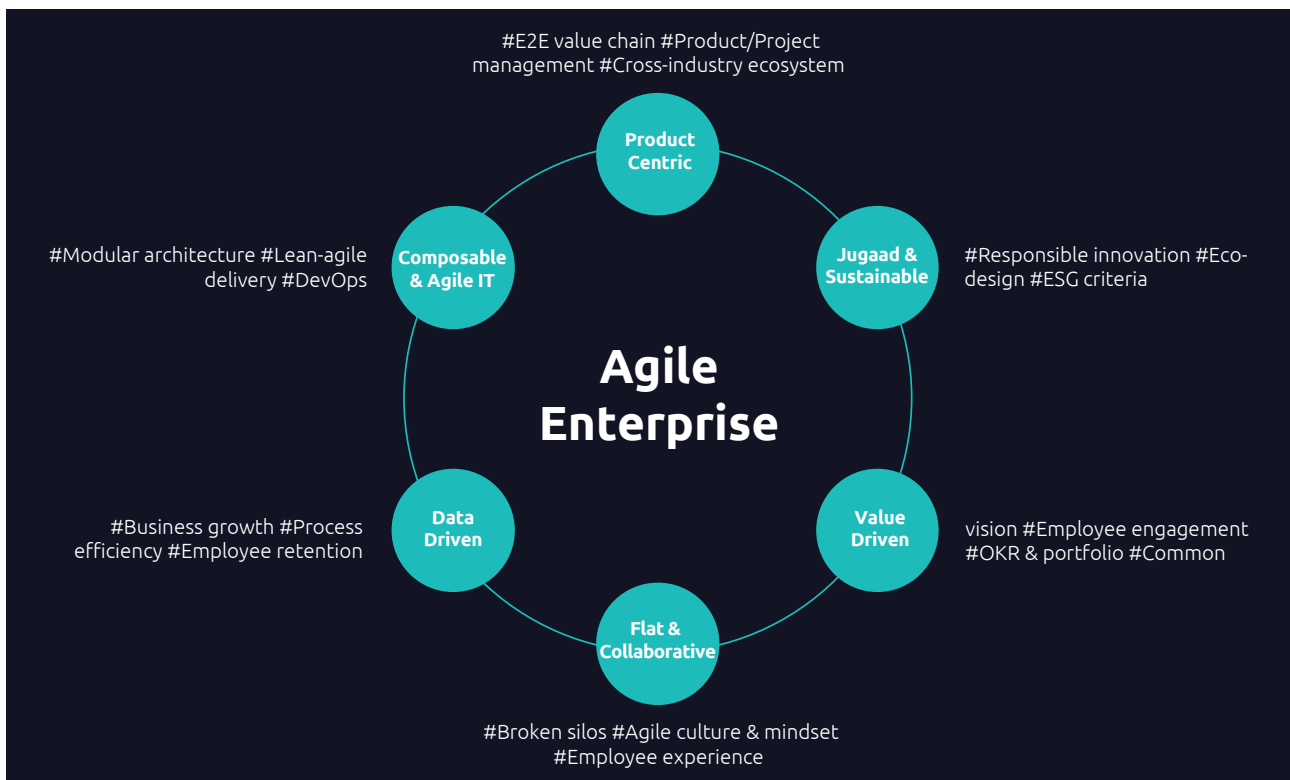 #E2E value chain #Product/Project
management #Cross-industry ecosystem
Product
Centric
#Modular architecture #Lean-agile
delivery #DevOps
Composable
& Agile IT
Jugaad &
Sustainable
#Responsible innovation #Eco-
design #ESG criteria
Agile
Enterprise
#Business growth #Process
efficiency #Employee retention
Data
Driven
Value
Driven
vision #Employee engagement
#OKR & portfolio #Common
Flat &
Collaborative
#Broken silos #Agile culture & mindset
#Employee experience